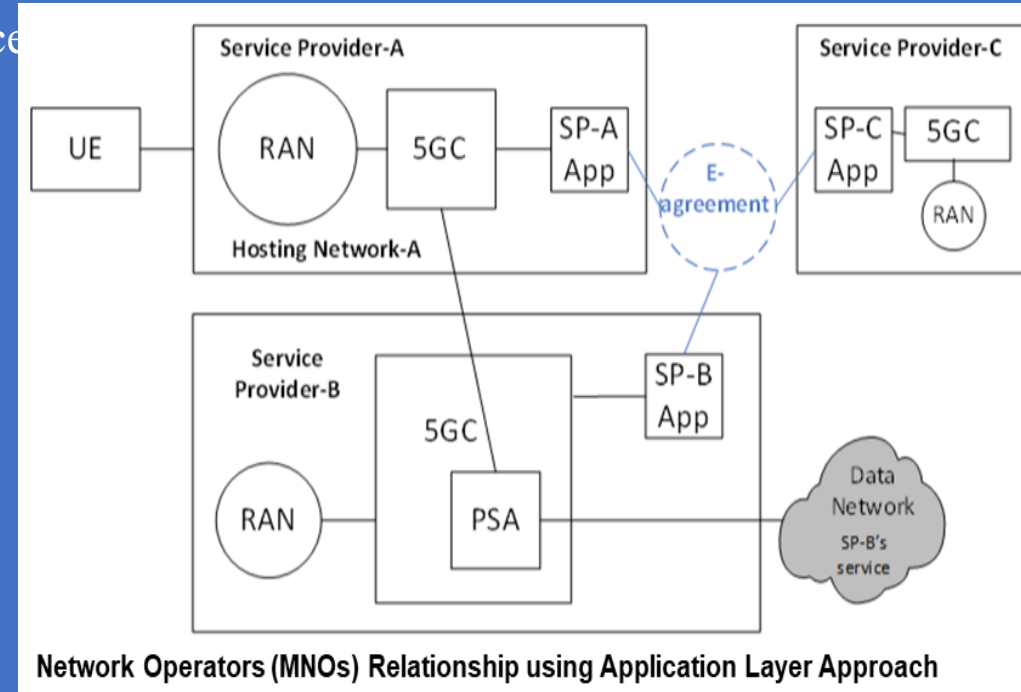 Service Provider-A
Service Provider-C
UE
RAN
5GC
SP-A
App
E-
agreement
SP-C
App
5GC
RAN
Hosting Network-A
Service
Provider-B
SP-B
App
5GC
RAN
PSA
Data
Network
SP-B's
service
Network Operators (MNOs) Relationship using Application Layer Approach